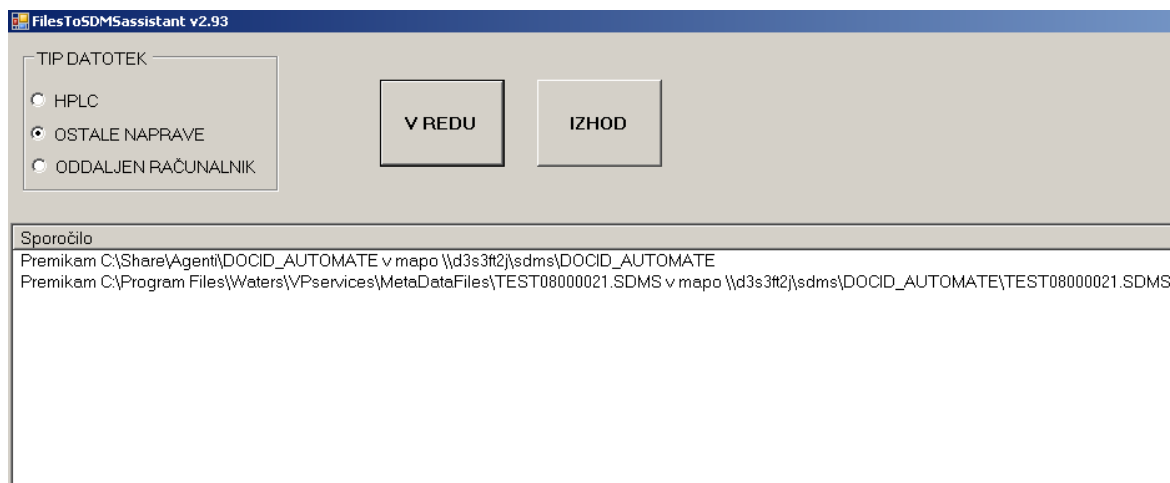 FilesToSDMSassistant v2.93
TIP DATOTEK
HPLC
OSTALE NAPRAVE
ODDALJEN RAČUNALNIK
V REDU
IZHOD
Sporočilo
Premikam C:\Share\Agenti\DOCID_AUTOMATE v mapo \\d3s3ft2j\sdms\DOCID_AUTOMATE
Premikam C:\Program Files\Waters\VPservices\MetaDataFiles\TEST08000021.SDMS v mapo \\d3s3ft2j\sdms\DOCID_AUTOMATE\TEST08000021.SDMS